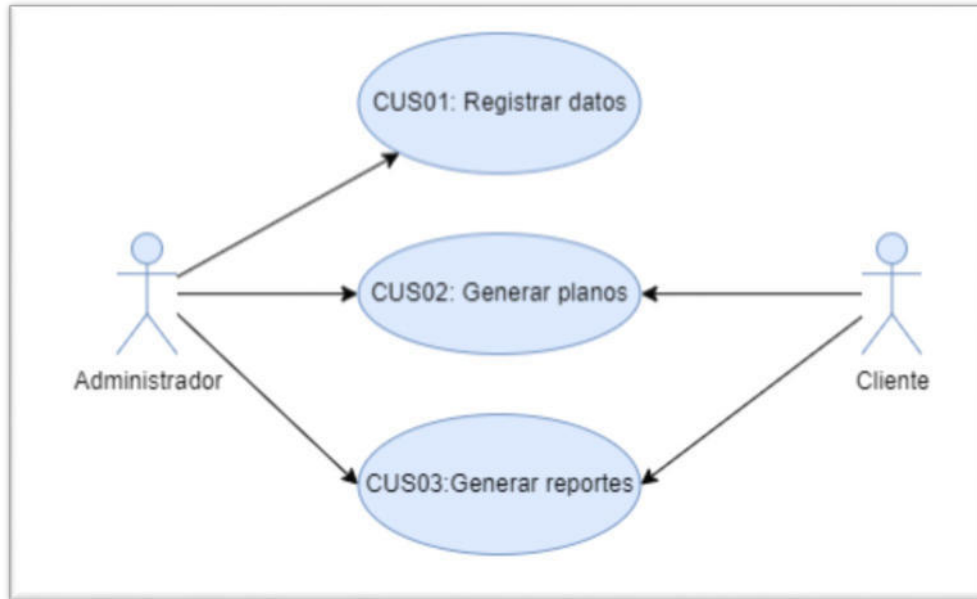 CUS01: Registrar datos
CUS02: Generar planos
Administrador
Cliente
CUS03:Generar reportes